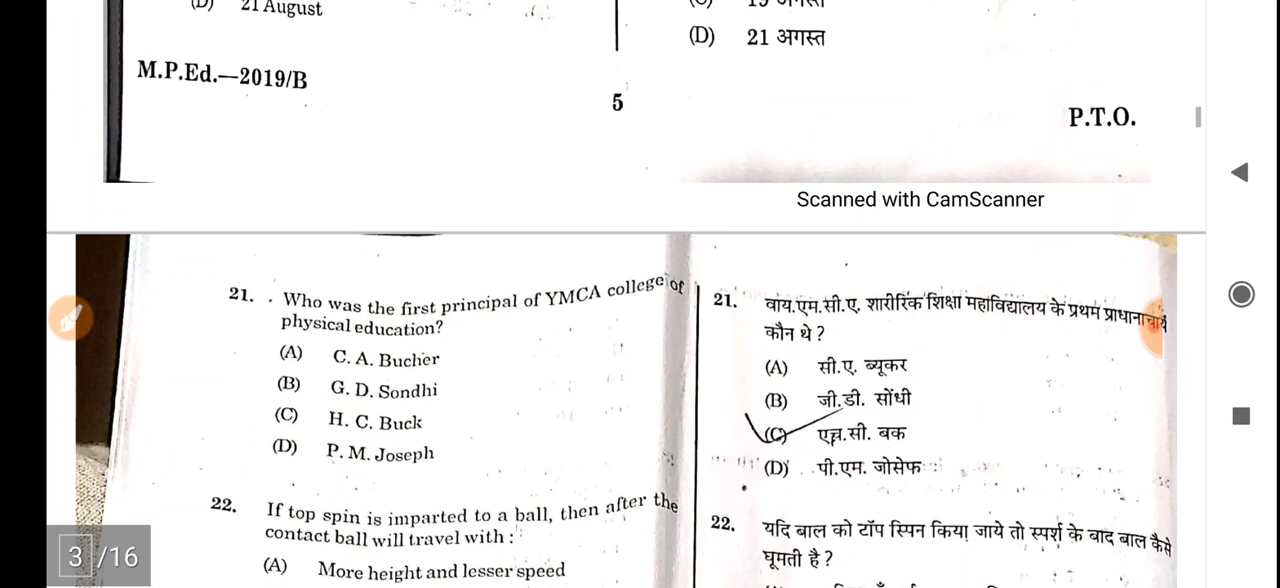 (D) 21 August
19 अगस्त
(D) 21 अगस्त
M.P.Ed.—2019/B
5
P.T.O.
Scanned with CamScanner
21. Who was the first principal of YMCA college of
physical education?
(A) C. A. Bucher
(B) G. D. Sondhi
(C) H. C. Buck
(D) P. M. Joseph
22. If top spin is imparted to a ball, then after the
contact ball will travel with :
(A) More height and lesser speed
21. वाय.एम.सी.ए. शारीरिक शिक्षा महाविद्यालय के प्रथम प्राधानाचार्य
कौन थे ?
(A) सी.ए. ब्यूकर
(B) जी.डी. सोंधी
(C) एच.सी. बक
(D) पी.एम. जोसेफ
22. यदि बाल को टॉप स्पिन किया जाये तो स्पर्श के बाद बाल कैसे
घूमती है ?
3 /16